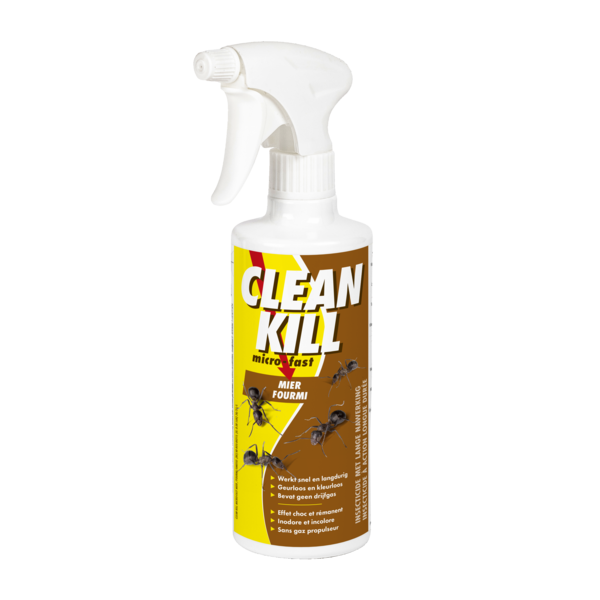 CLEAN
KILL
micro-fast
MIER
FOURMI
Werkt snel en langdurig
Geurloos en kleurloos
Bevat geen drijfgas
Effet choc et rémanent
Inodore et incolore
Sans gaz propulseur
INSECTICIDE MET LANGE NAWERKING
INSECTICIDE A ACTION LONGUE DURÉE